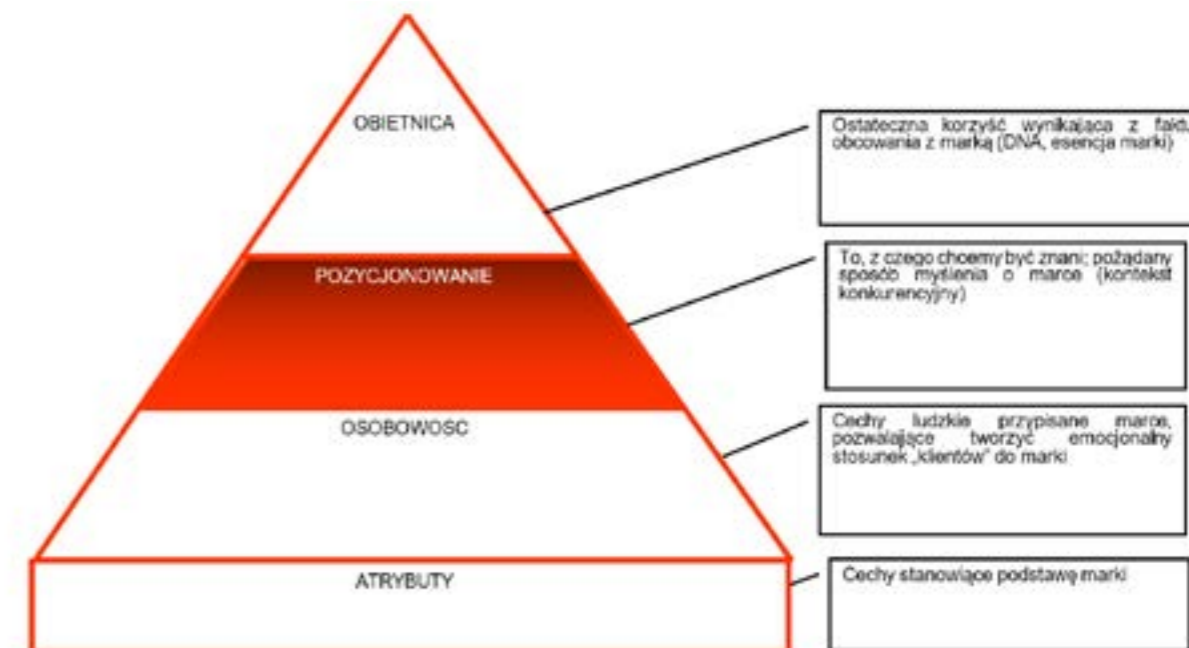 OBIETNICA
Ostateczna korzyść wynikająca z faktu
obcowania z marką (DNA, esencja marki)
POZYCJONOWANIE
To, z czego chcemy być znani; pożądany
sposób myślenia o marce (kontekst
konkurencyjny)
OSOBOWOŚC
Cechy ludzkie przypisane marce,
pozwalające tworzyć emocjonalny
stosunek „klientów” do marki
ATRYBUTY
Cechy stanowiące podstawę marki